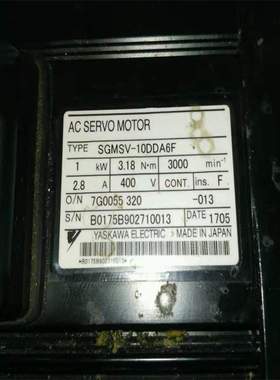 AC SERVO MOTOR
TYPE SGMSV-10DDA6F
1 kW 3.18 N·m 3000 min⁻¹
2.8 A 400 V CONT. ins. F
O/N 7G0055 320 -013
S/N B0175B902710013 DATE 1705
YASKAWA ELECTRIC MADE IN JAPAN